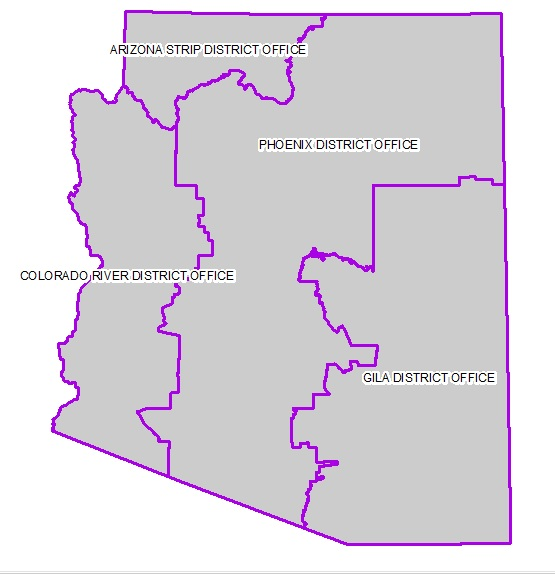 ARIZONA STRIP DISTRICT OFFICE
PHOENIX DISTRICT OFFICE
COLORADO RIVER DISTRICT OFFICE
GILA DISTRICT OFFICE